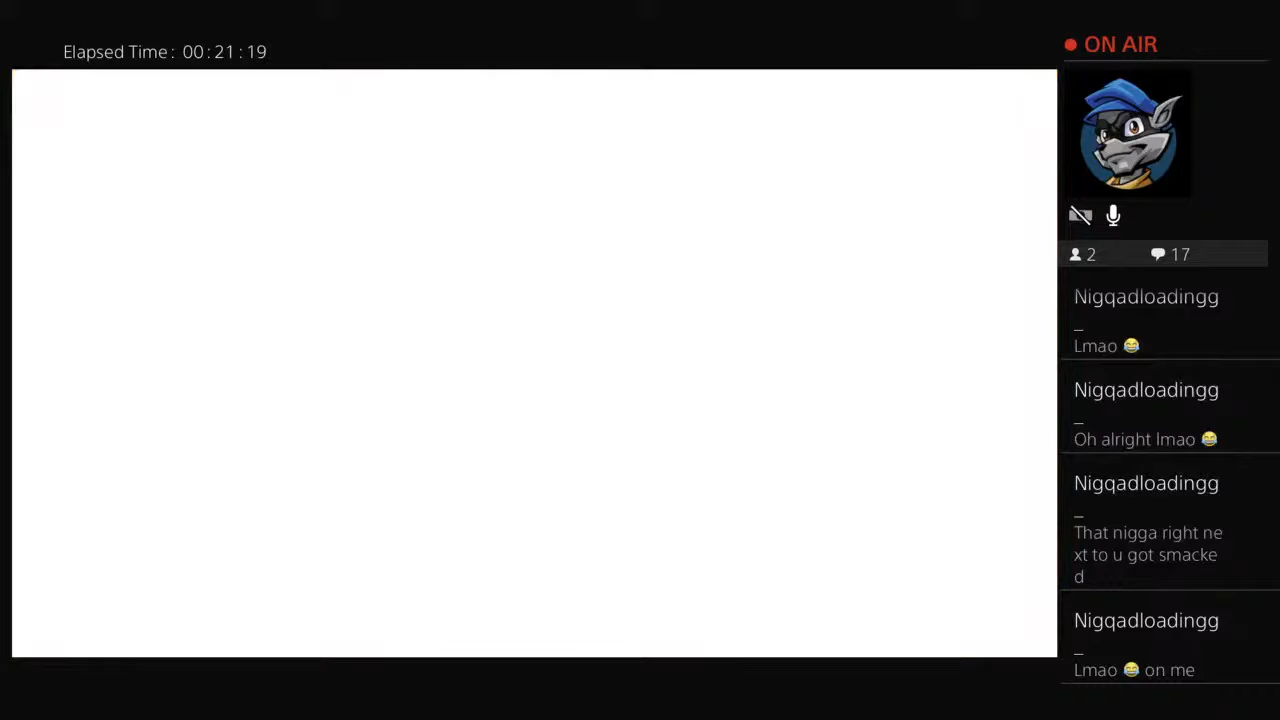 Elapsed Time: 00:21:19
ON AIR
2 17
Nigqadloadingg
_
Lmao 😂
Nigqadloadingg
_
Oh alright lmao 😂
Nigqadloadingg
_
That nigga right ne
xt to u got smacke
d
Nigqadloadingg
_
Lmao 😂 on me